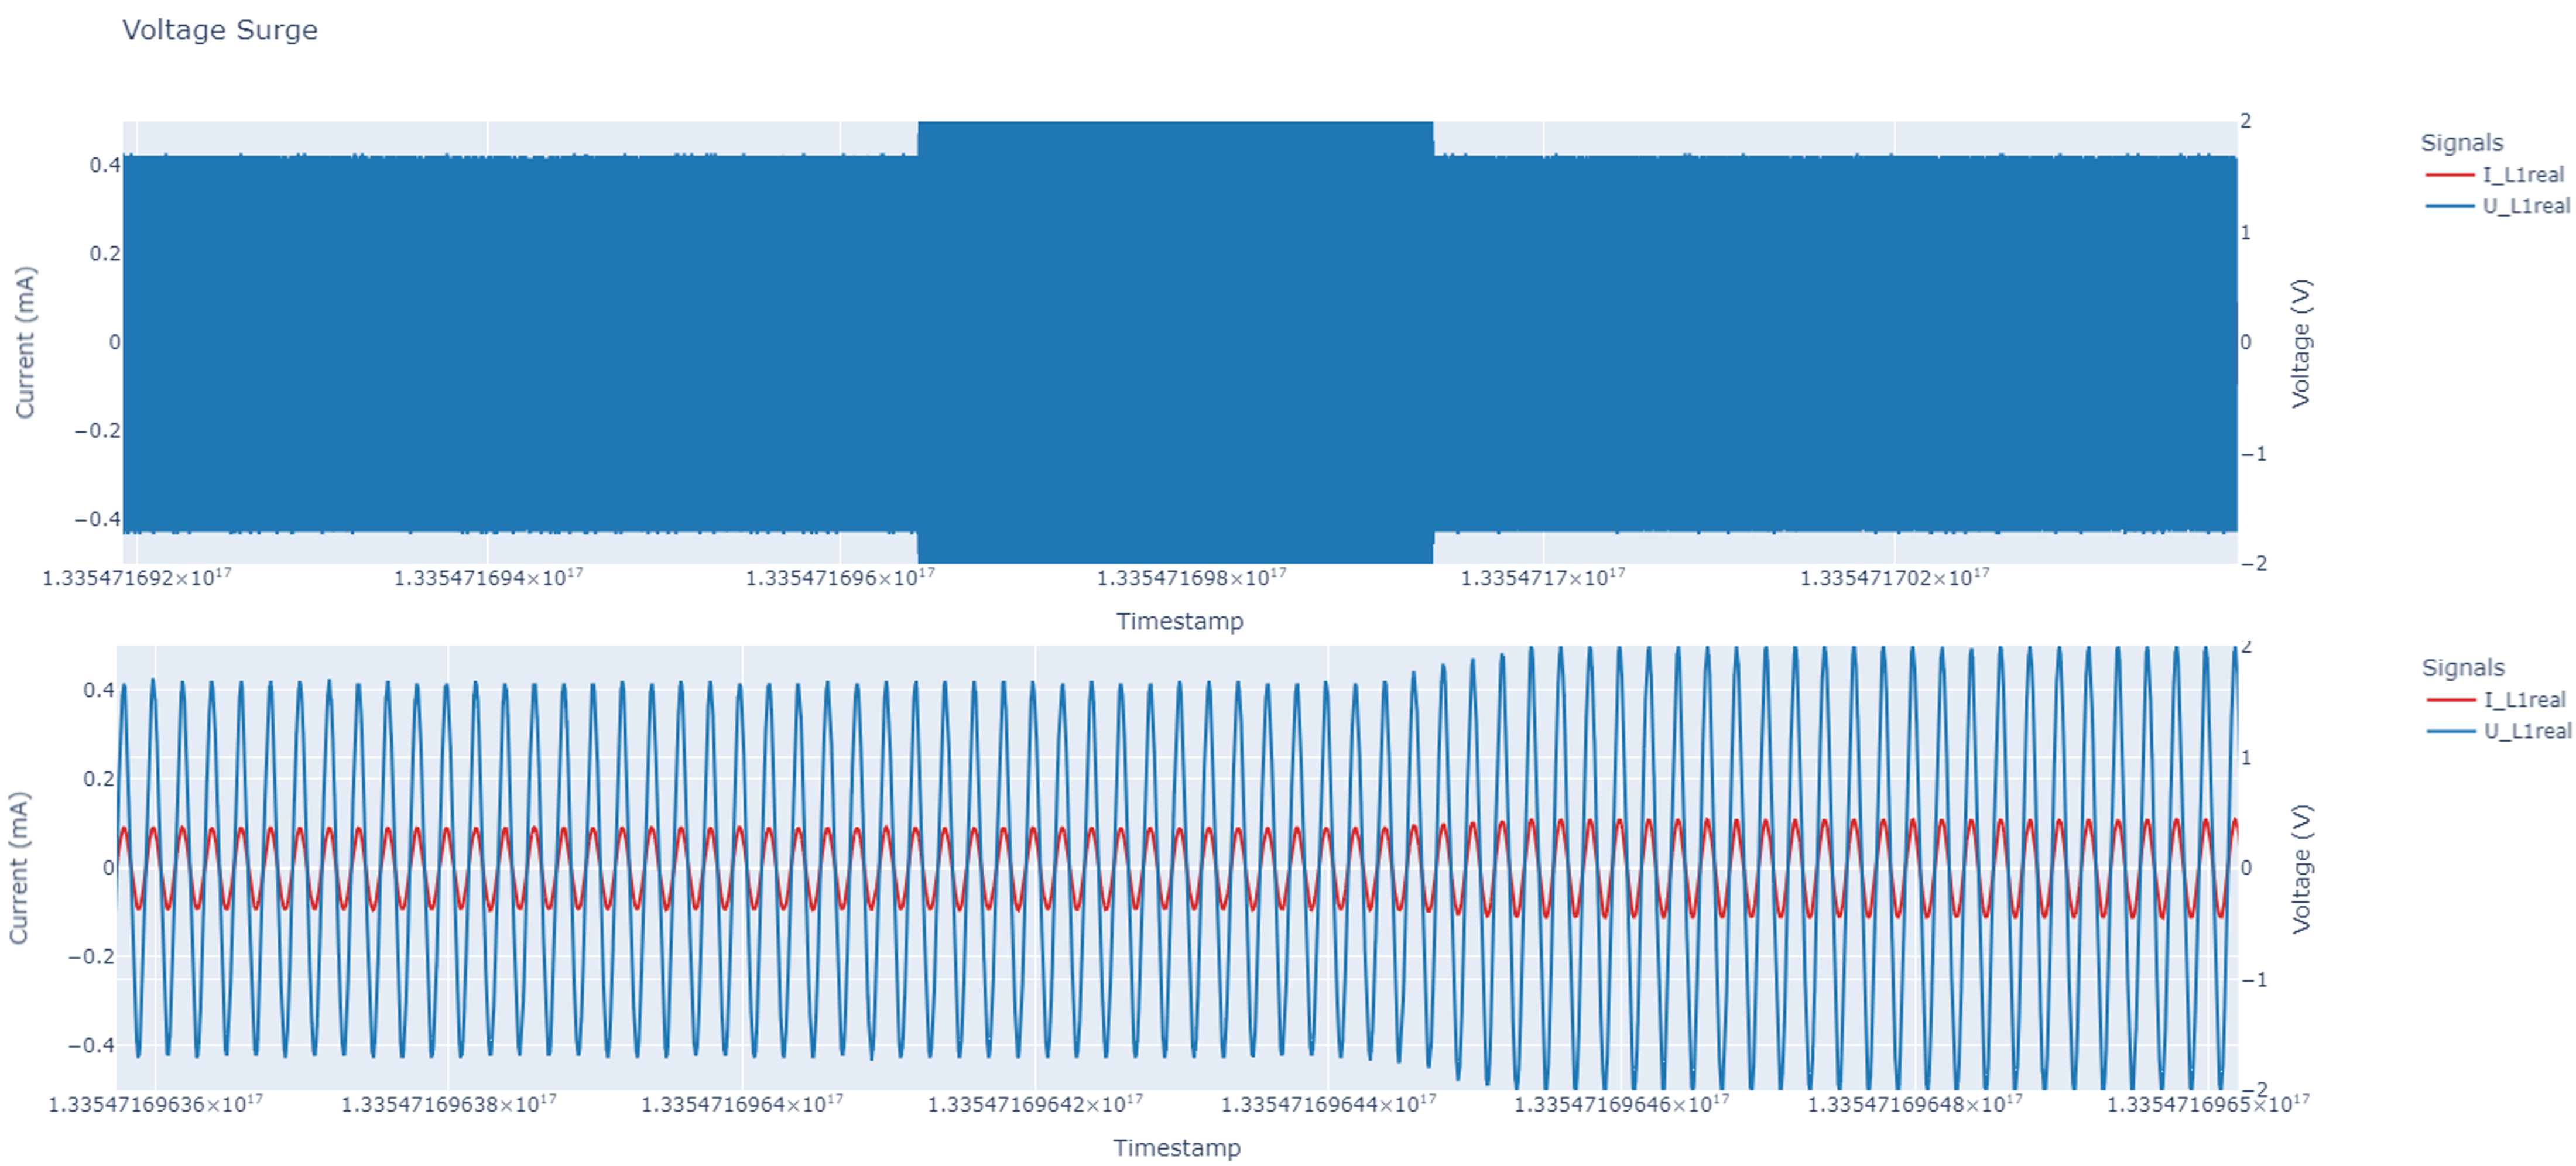 Voltage Surge
Current (mA)
0.4
0.2
0
−0.2
−0.4
2
1
0
−1
−2
Voltage (V)
Signals
I_L1real
U_L1real
1.335471692×10¹⁷ 1.335471694×10¹⁷ 1.335471696×10¹⁷ 1.335471698×10¹⁷ 1.3354717×10¹⁷ 1.335471702×10¹⁷
Timestamp
Current (mA)
0.4
0.2
0
−0.2
−0.4
2
1
0
−1
−2
Voltage (V)
Signals
I_L1real
U_L1real
1.33547169636×10¹⁷ 1.33547169638×10¹⁷ 1.3354716964×10¹⁷ 1.33547169642×10¹⁷ 1.33547169644×10¹⁷ 1.33547169646×10¹⁷ 1.33547169648×10¹⁷ 1.3354716965×10¹⁷
Timestamp